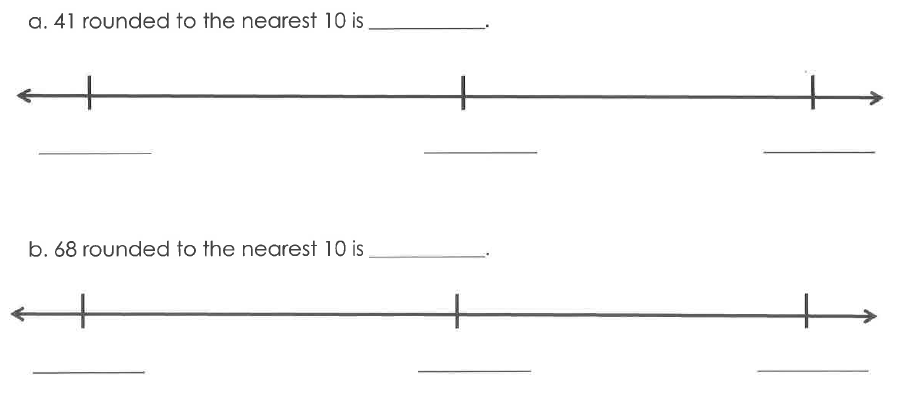 a. 41 rounded to the nearest 10 is __________.
b. 68 rounded to the nearest 10 is __________.